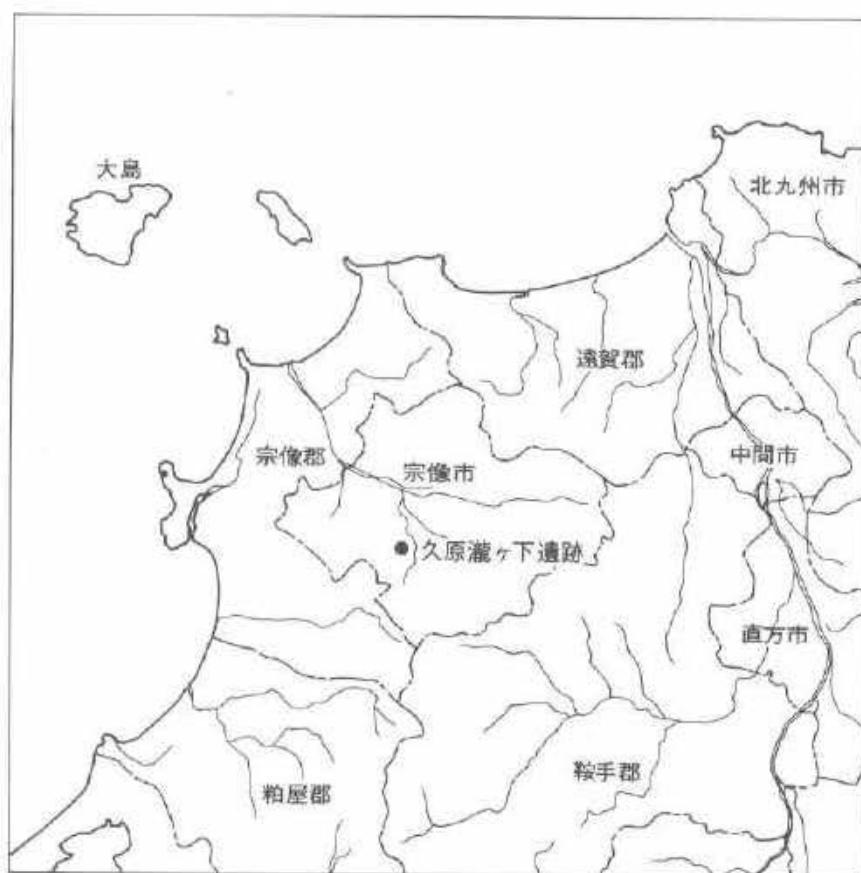 大島
北九州市
遠賀郡
宗像郡
宗像市
中間市
久原瀧ヶ下遺跡
直方市
鞍手郡
粕屋郡